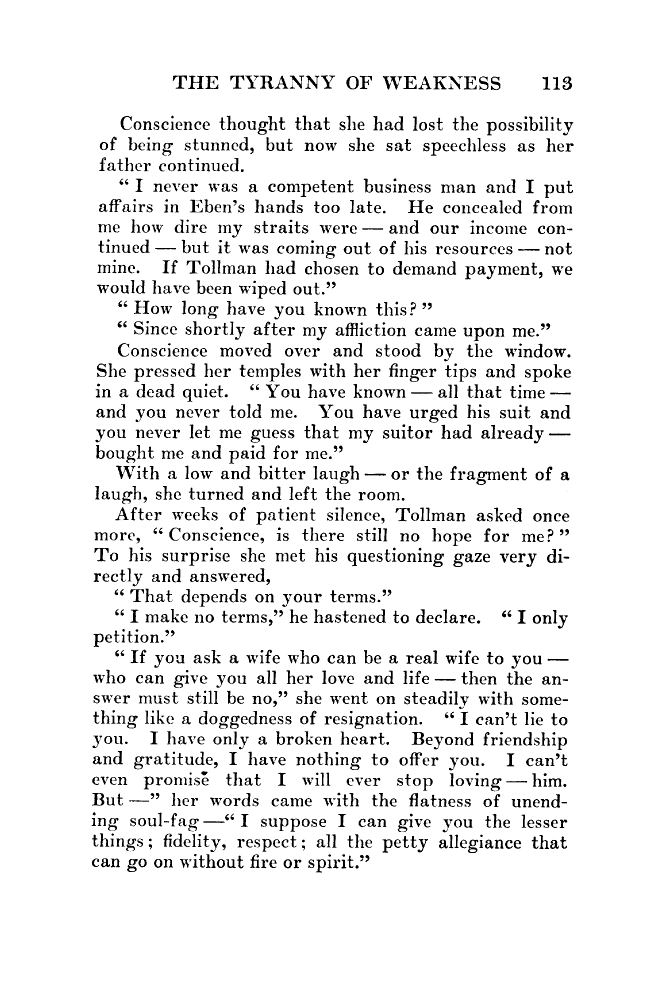 THE TYRANNY OF WEAKNESS 113
Conscience thought that she had lost the possibility
of being stunned, but now she sat speechless as her
father continued.
“ I never was a competent business man and I put
affairs in Eben’s hands too late. He concealed from
me how dire my straits were — and our income con-
tinued — but it was coming out of his resources — not
mine. If Tollman had chosen to demand payment, we
would have been wiped out.”
“ How long have you known this? ”
“ Since shortly after my affliction came upon me.”
Conscience moved over and stood by the window.
She pressed her temples with her finger tips and spoke
in a dead quiet. “ You have known — all that time —
and you never told me. You have urged his suit and
you never let me guess that my suitor had already —
bought me and paid for me.”
With a low and bitter laugh — or the fragment of a
laugh, she turned and left the room.
After weeks of patient silence, Tollman asked once
more, “ Conscience, is there still no hope for me? ”
To his surprise she met his questioning gaze very di-
rectly and answered,
“ That depends on your terms.”
“ I make no terms,” he hastened to declare. “ I only
petition.”
“ If you ask a wife who can be a real wife to you —
who can give you all her love and life — then the an-
swer must still be no,” she went on steadily with some-
thing like a doggedness of resignation. “ I can’t lie to
you. I have only a broken heart. Beyond friendship
and gratitude, I have nothing to offer you. I can’t
even promise that I will ever stop loving — him.
But —” her words came with the flatness of unend-
ing soul-fag —“ I suppose I can give you the lesser
things; fidelity, respect; all the petty allegiance that
can go on without fire or spirit.”